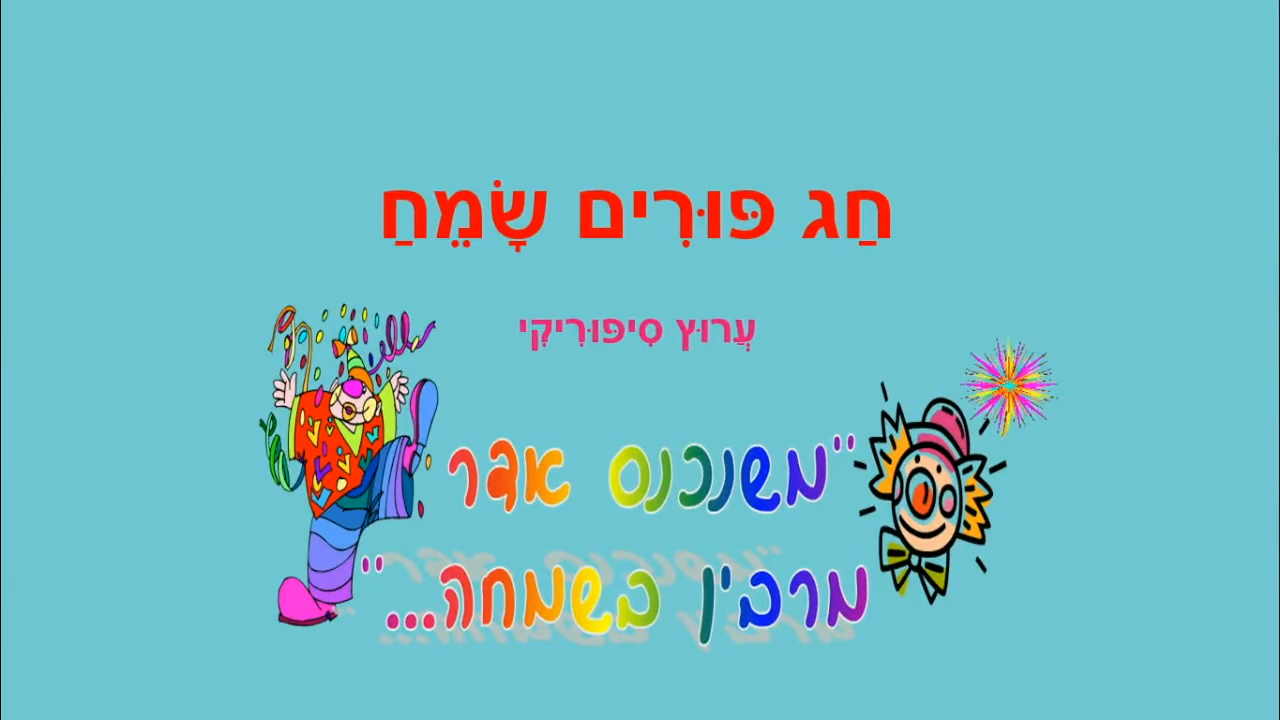 חַג פּוּרִים שָׂמֵחַ
עֲרוּץ סִיפּוּרִיקִי
"משנכנס אדר
מרבין בשמחה..."